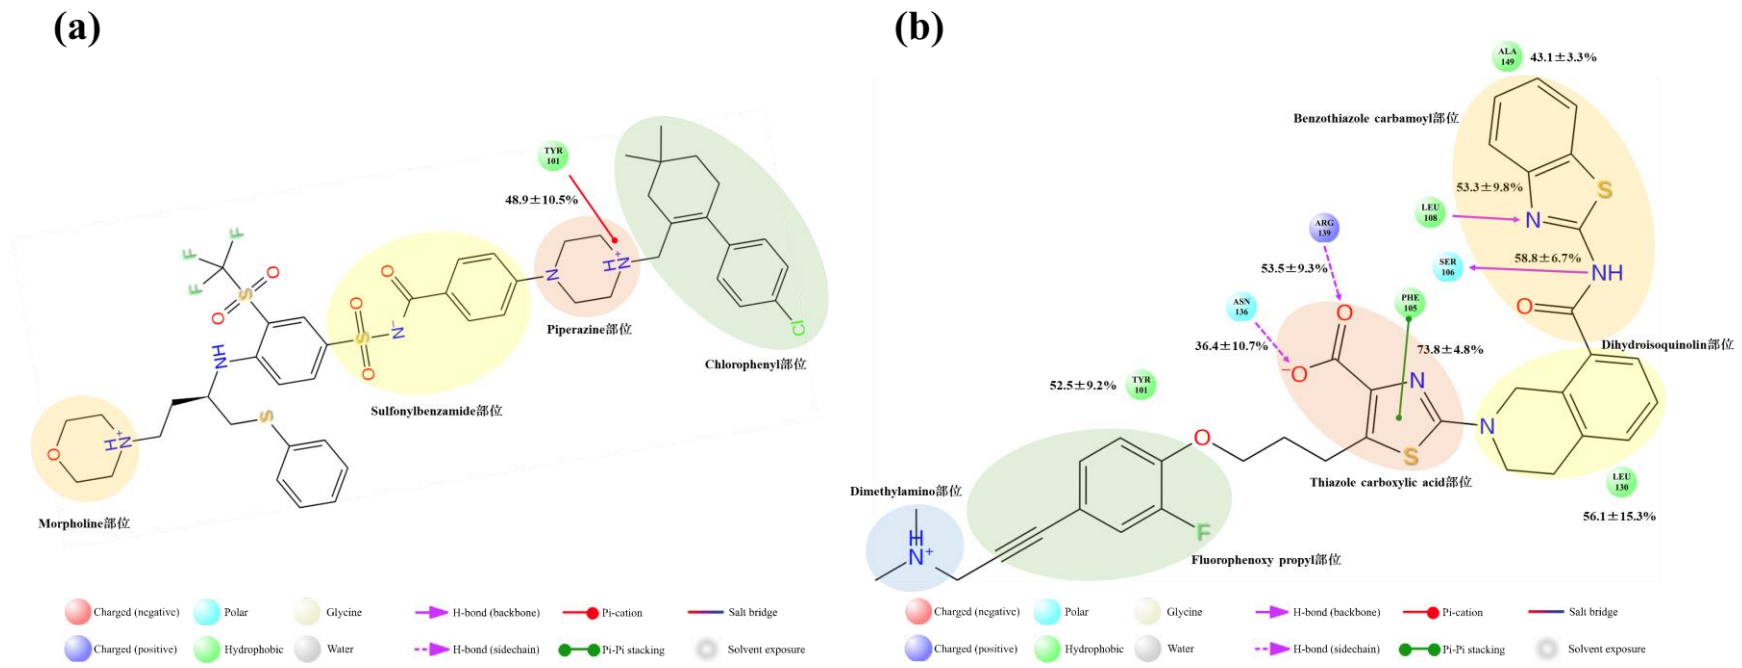 (a)
TYR
101
48.9±10.5%
F
F
F
O
S
O
O
O
S
O
N
-
N
H
N
+
Cl
NH
S
O
H
N
+
Piperazine部位
Chlorophenyl部位
Sulfonylbenzamide部位
Morpholine部位
Charged (negative)
Polar
Glycine
H-bond (backbone)
Pi-cation
Salt bridge
Charged (positive)
Hydrophobic
Water
H-bond (sidechain)
Pi-Pi stacking
Solvent exposure
(b)
ALA
149
43.1±3.3%
Benzothiazole carbamoyl部位
S
53.3±9.8%
LEU
108
N
ARG
139
SER
106
58.8±6.7%
NH
53.5±9.3%
ASN
136
PHE
105
O
O
Dihydroisoquinolin部位
36.4±10.7%
73.8±4.8%
-O
N
52.5±9.2%
TYR
101
O
N
S
Thiazole carboxylic acid部位
LEU
130
56.1±15.3%
Dimethylamino部位
H
N+
F
Fluorophenoxy propyl部位
Charged (negative)
Polar
Glycine
H-bond (backbone)
Pi-cation
Salt bridge
Charged (positive)
Hydrophobic
Water
H-bond (sidechain)
Pi-Pi stacking
Solvent exposure